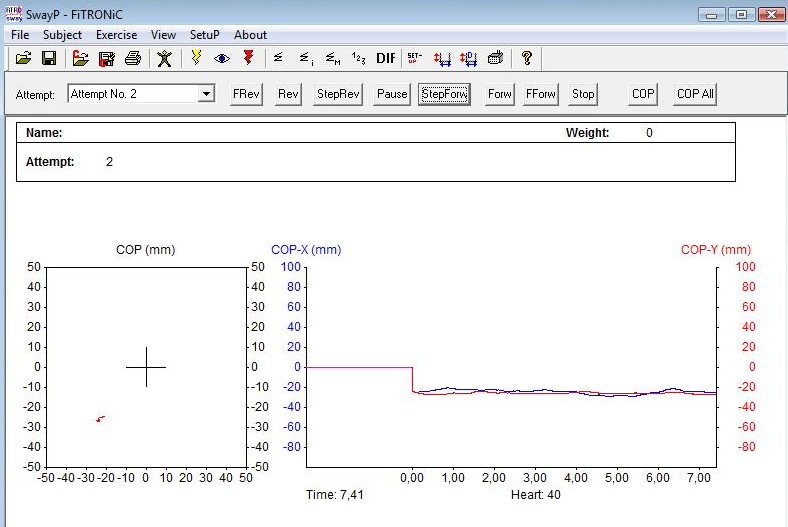 SwayP - FiTRONiC
File Subject Exercise View SetuP About
Attempt: Attempt No. 2 FRev Rev StepRev Pause StepForw Forw FForw Stop COP COP All
Name: Weight: 0
Attempt: 2
COP (mm) COP-X (mm) COP-Y (mm)
50 50 100 100
40 40 80 80
30 30 60 60
20 20 40 40
10 10 20 20
0 0 0 0
-10 -10 -20 -20
-20 -20 -40 -40
-30 -30 -60 -60
-40 -40 -80 -80
-50 -50
-50 -40 -30 -20 -10 0 10 20 30 40 50 0,00 1,00 2,00 3,00 4,00 5,00 6,00 7,00
Time: 7,41 Heart: 40